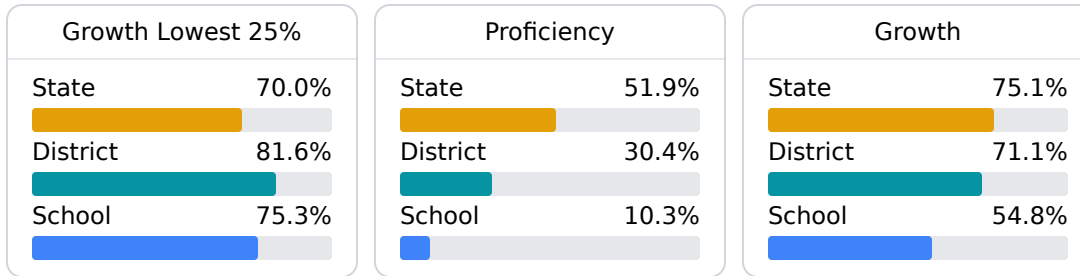 Growth Lowest 25%
State 70.0%
District 81.6%
School 75.3%
Proficiency
State 51.9%
District 30.4%
School 10.3%
Growth
State 75.1%
District 71.1%
School 54.8%